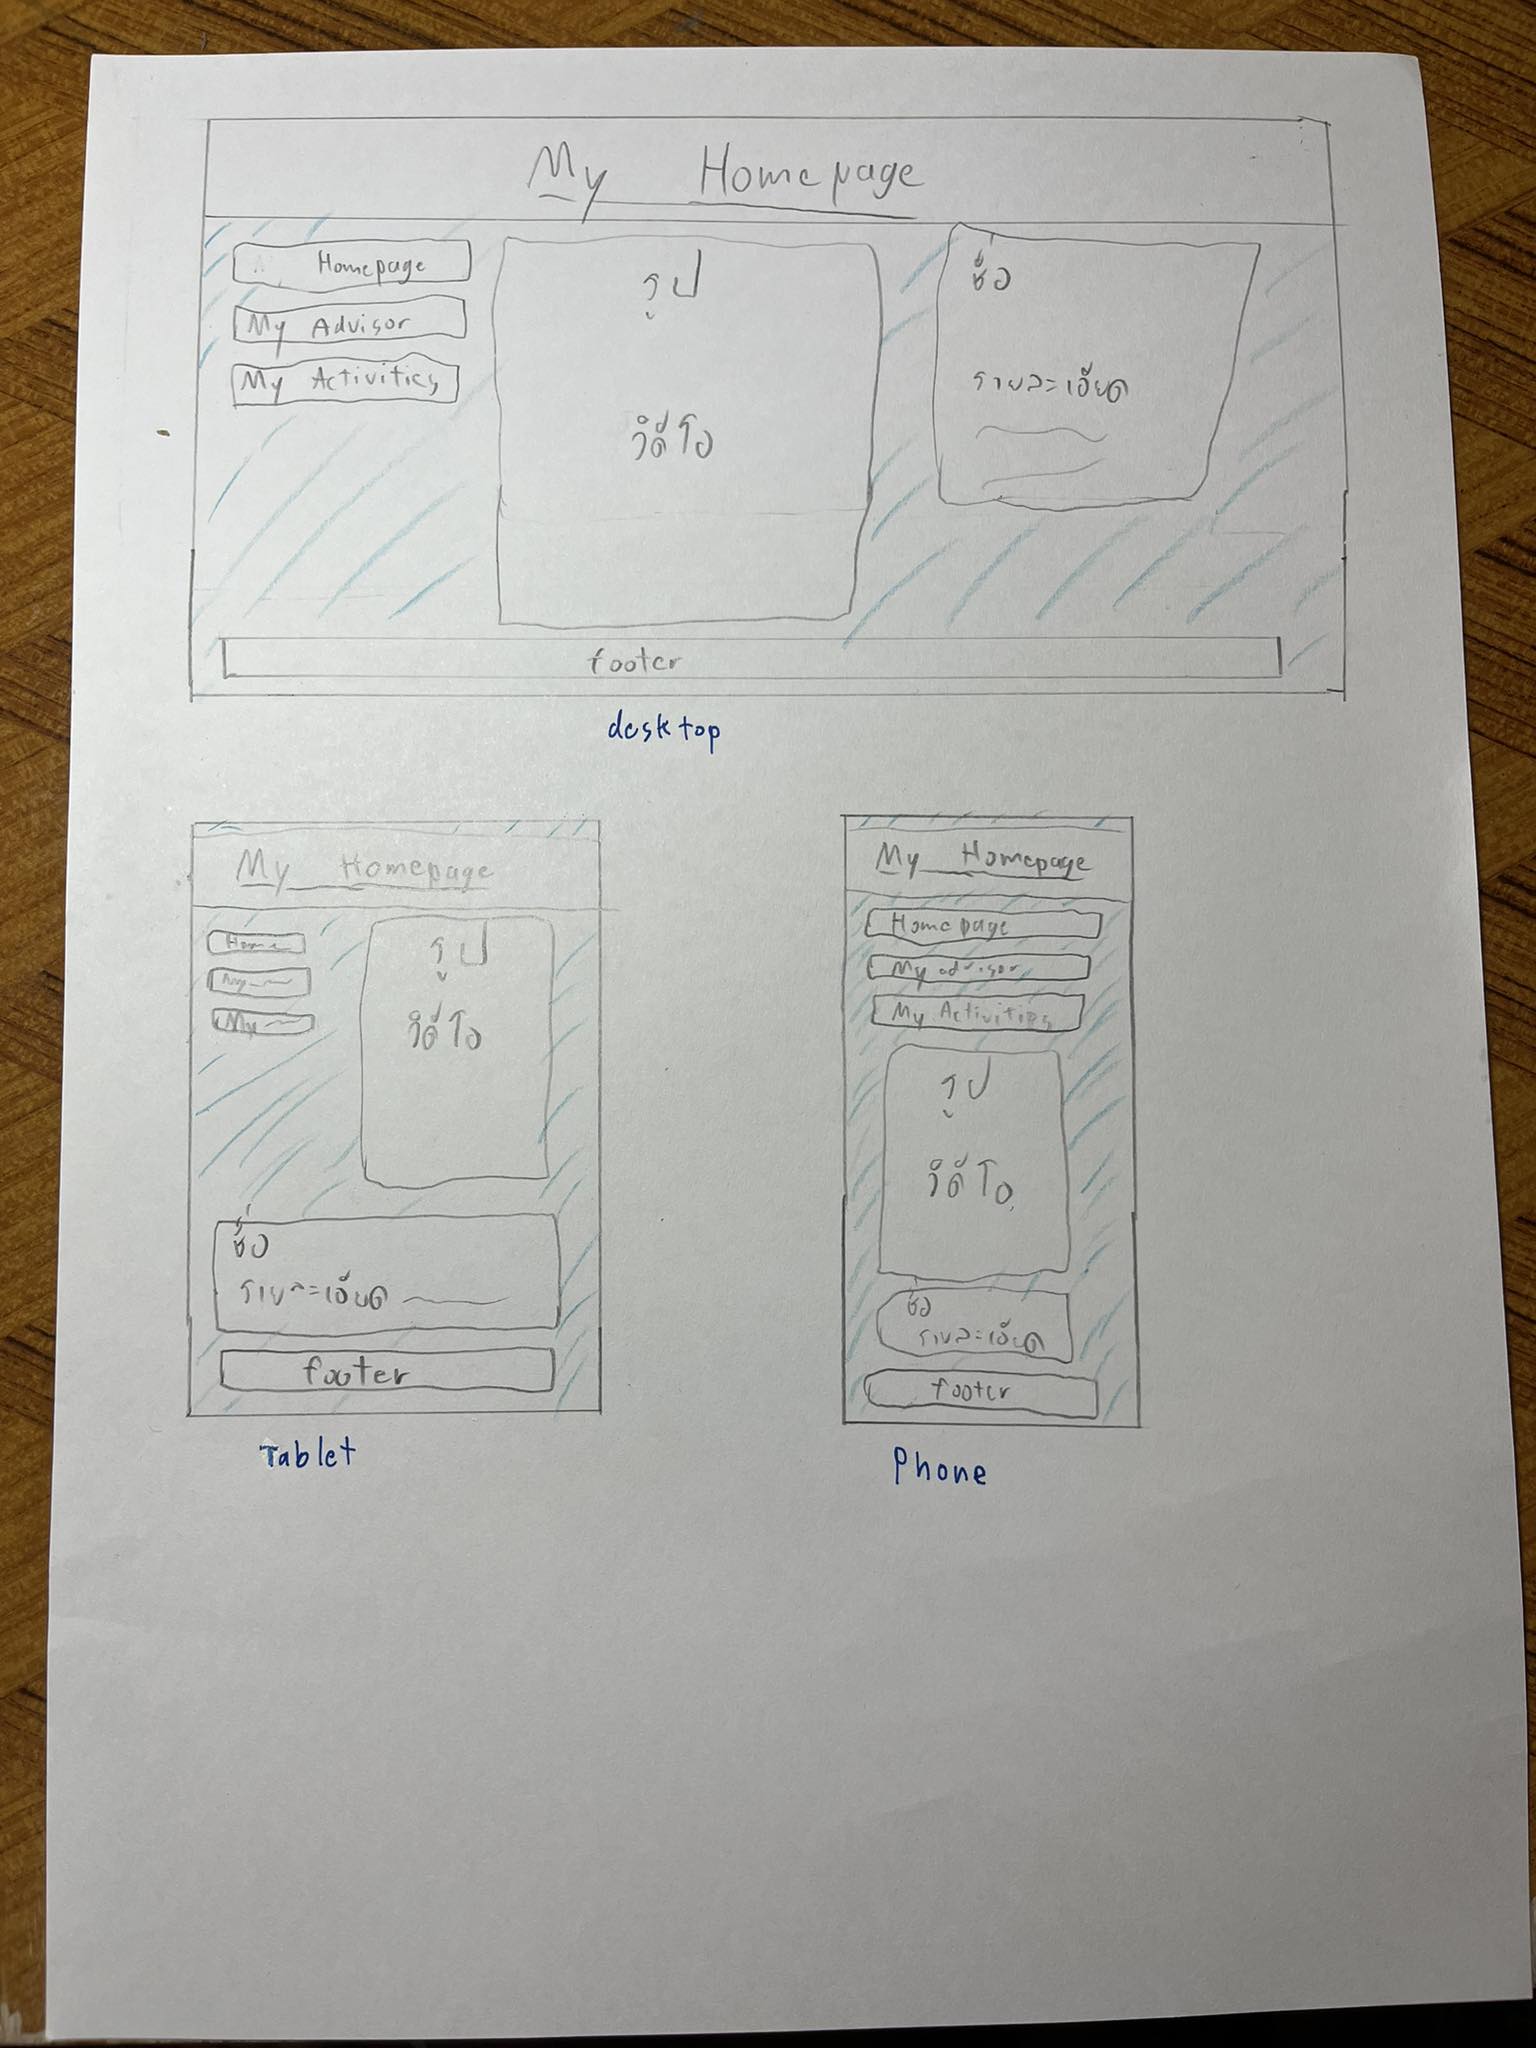 My Homepage
Homepage
My Advisor
My Activities
รูป
วิดีโอ
ชื่อ
รายละเอียด
footer
desktop
My Homepage
Home
My
รูป
วิดีโอ
ชื่อ
รายละเอียด
footer
Tablet
My Homepage
Homepage
My advisor
My Activities
รูป
วิดีโอ
ชื่อ
รายละเอียด
footer
Phone